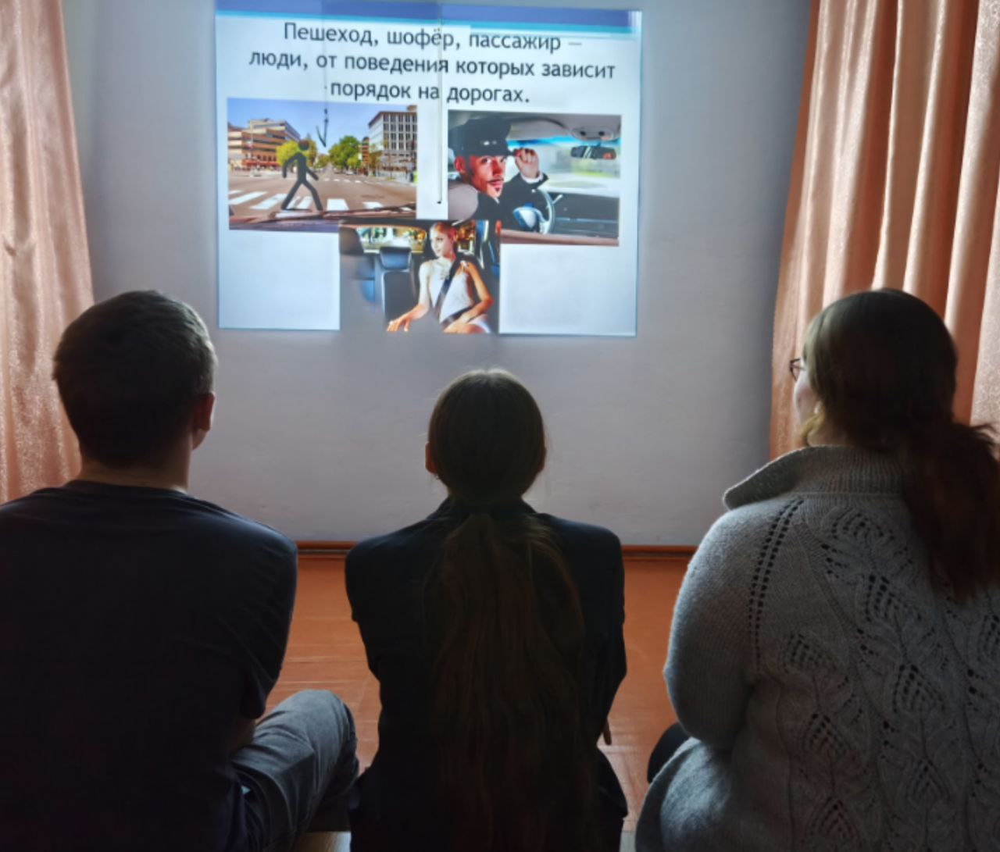 Пешеход, шофёр, пассажир –
люди, от поведения которых зависит
порядок на дорогах.